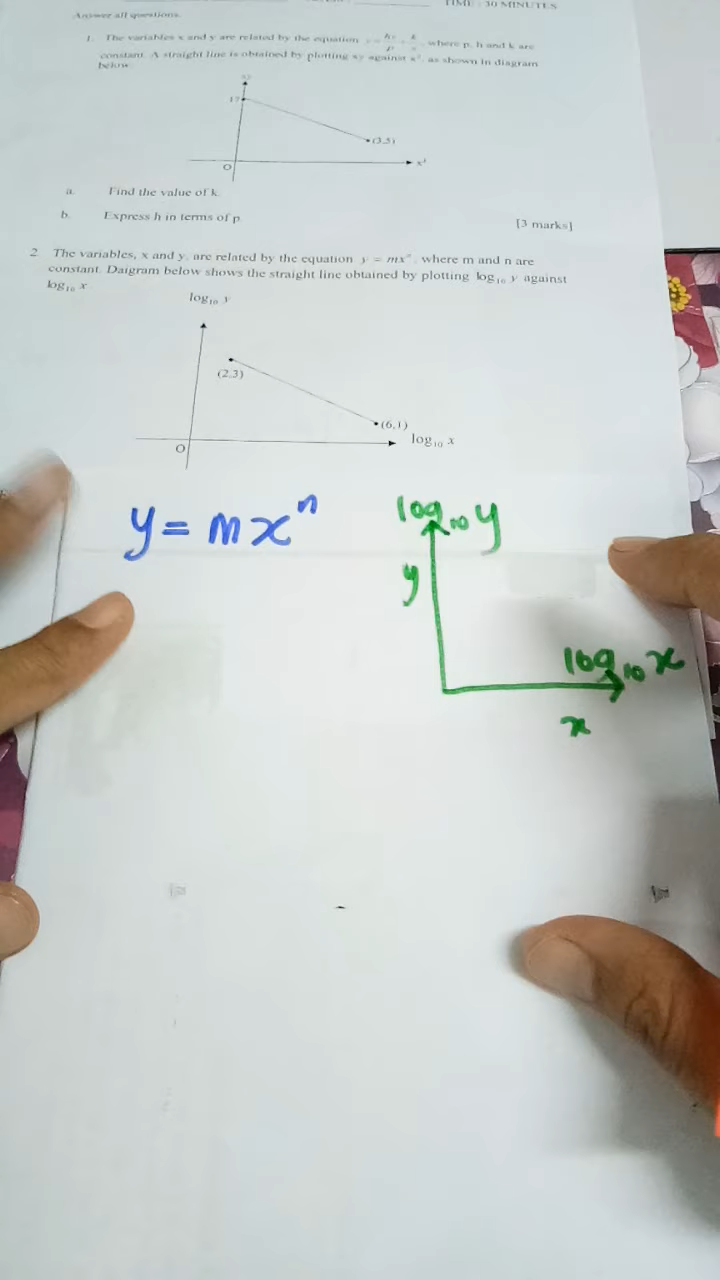 TIME : 30 MINUTES
Answer all questions.
1. The variables x and y are related by the equation where p, h and k are
constant. A straight line is obtained by plotting xy against x², as shown in diagram
below.
xy
17
(3,5)
O
x²
a. Find the value of k.
b. Express h in terms of p.
[3 marks]
2 The variables, x and y, are related by the equation y = mxⁿ, where m and n are
constant. Daigram below shows the straight line obtained by plotting log₁₀ y against
log₁₀ x
log₁₀ y
(2,3)
(6,1)
log₁₀ x
O
y = mxⁿ
log₁₀ y
y
log₁₀ x
x